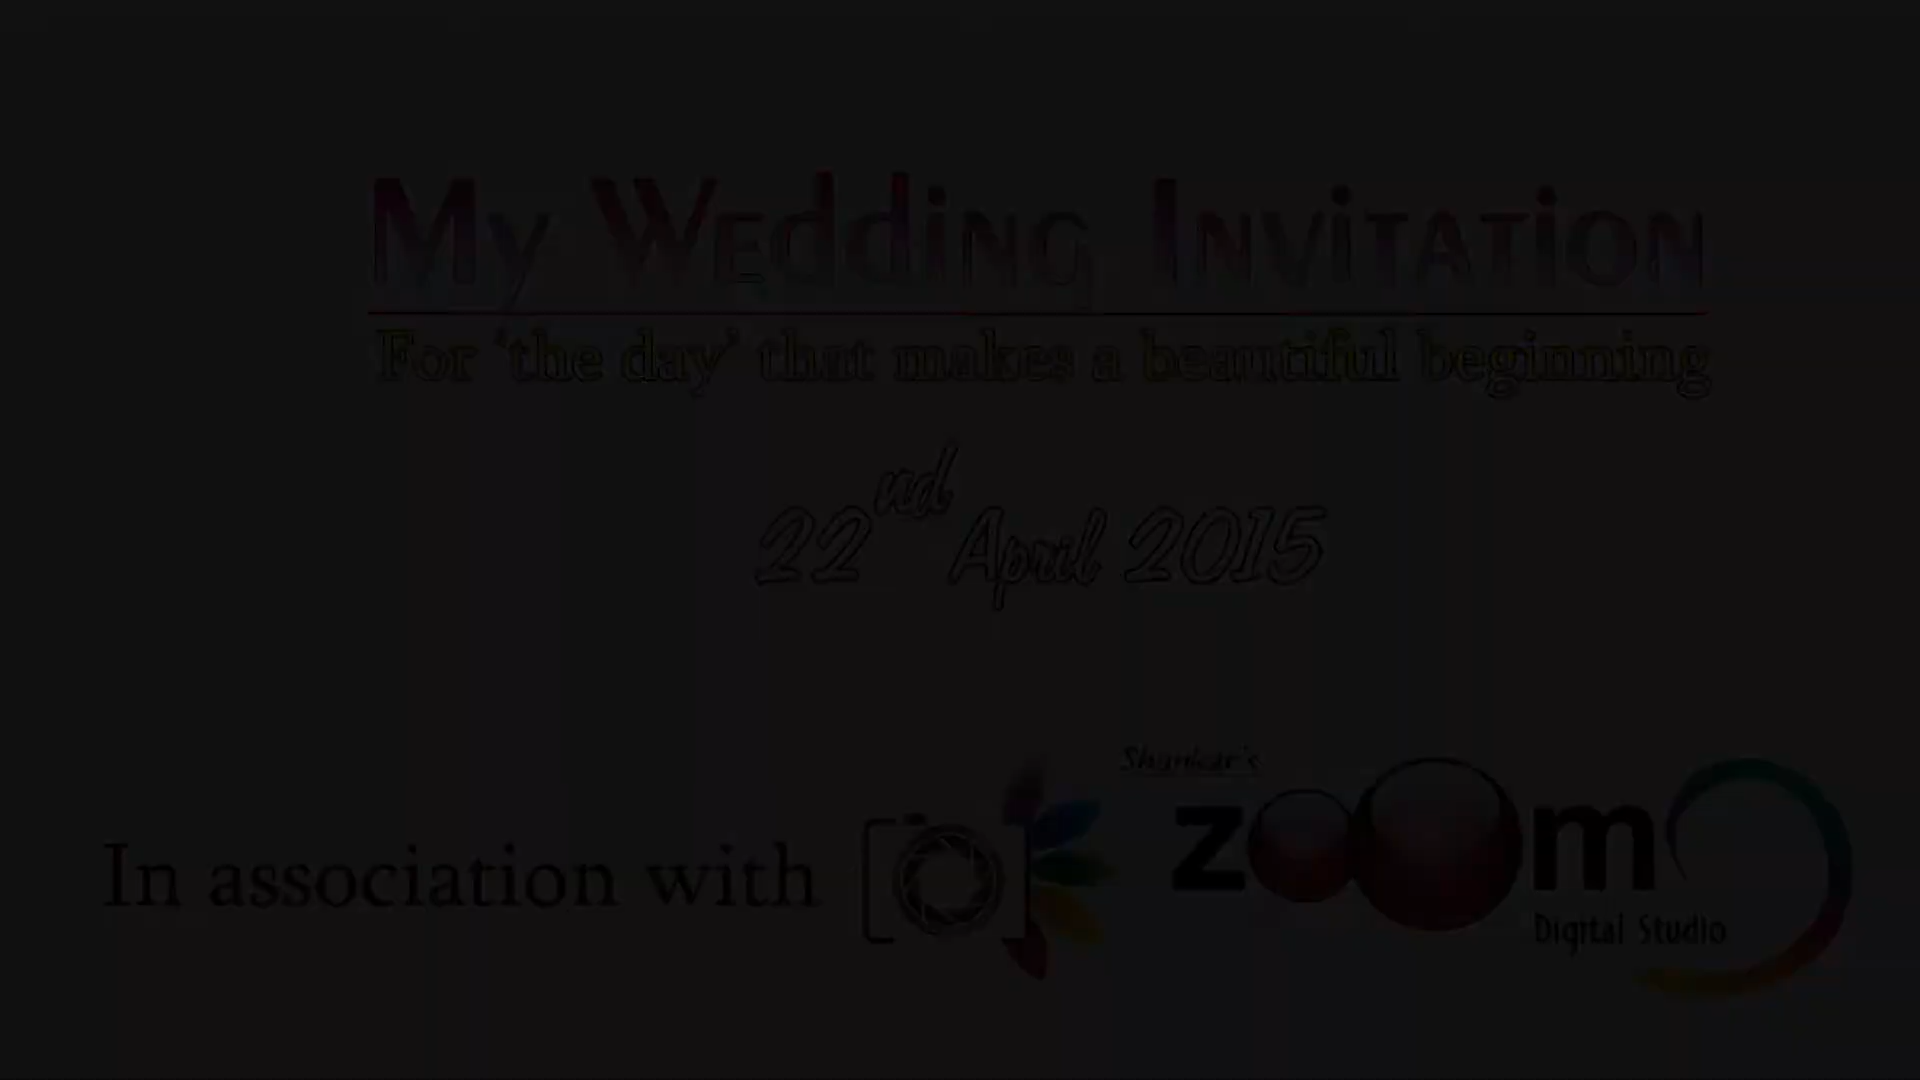 My Wedding Invitation
For 'the day' that makes a beautiful beginning
22nd April 2015
Shankar's
In association with zoom
Digital Studio